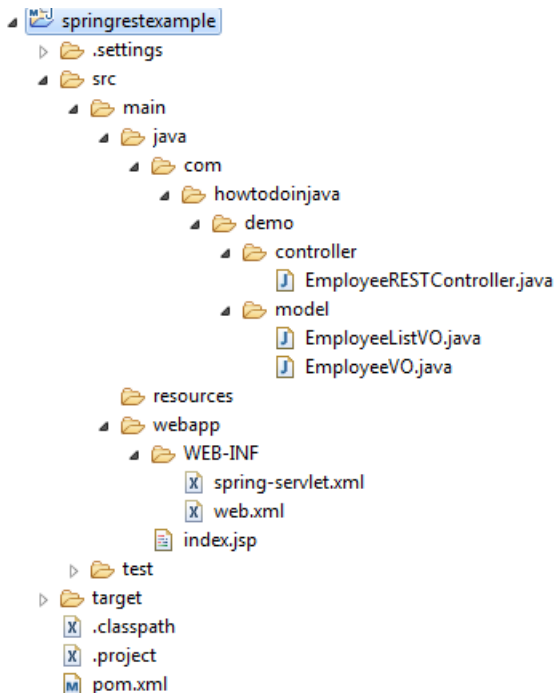 springrestexample
.settings
src
main
java
com
howtodoinjava
demo
controller
EmployeeRESTController.java
model
EmployeeListVO.java
EmployeeVO.java
resources
webapp
WEB-INF
spring-servlet.xml
web.xml
index.jsp
test
target
.classpath
.project
pom.xml